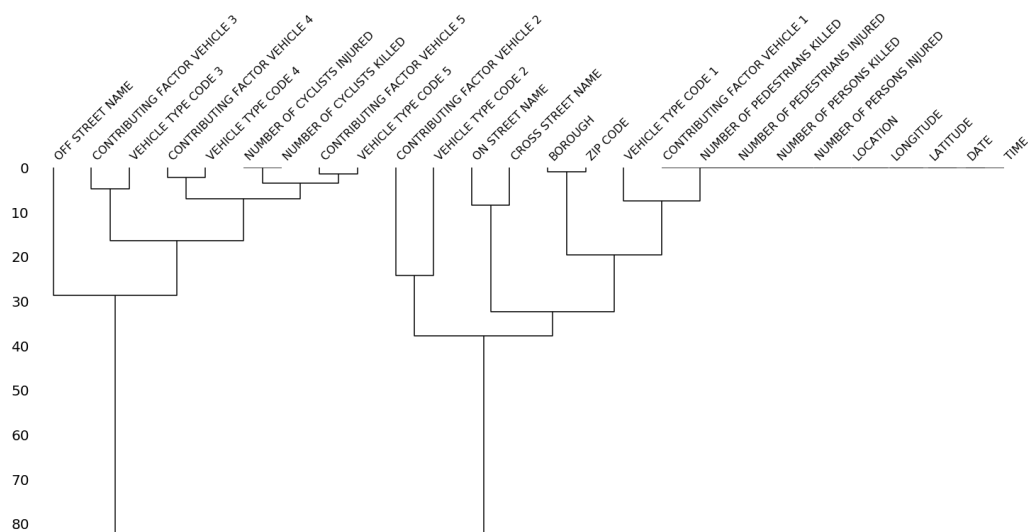 OFF STREET NAME
CONTRIBUTING FACTOR VEHICLE 3
VEHICLE TYPE CODE 3
CONTRIBUTING FACTOR VEHICLE 4
VEHICLE TYPE CODE 4
NUMBER OF CYCLISTS INJURED
NUMBER OF CYCLISTS KILLED
CONTRIBUTING FACTOR VEHICLE 5
VEHICLE TYPE CODE 5
CONTRIBUTING FACTOR VEHICLE 2
VEHICLE TYPE CODE 2
ON STREET NAME
CROSS STREET NAME
BOROUGH
ZIP CODE
VEHICLE TYPE CODE 1
CONTRIBUTING FACTOR VEHICLE 1
NUMBER OF PEDESTRIANS KILLED
NUMBER OF PEDESTRIANS INJURED
NUMBER OF PERSONS KILLED
NUMBER OF PERSONS INJURED
LOCATION
LONGITUDE
LATITUDE
DATE
TIME
0
10
20
30
40
50
60
70
80